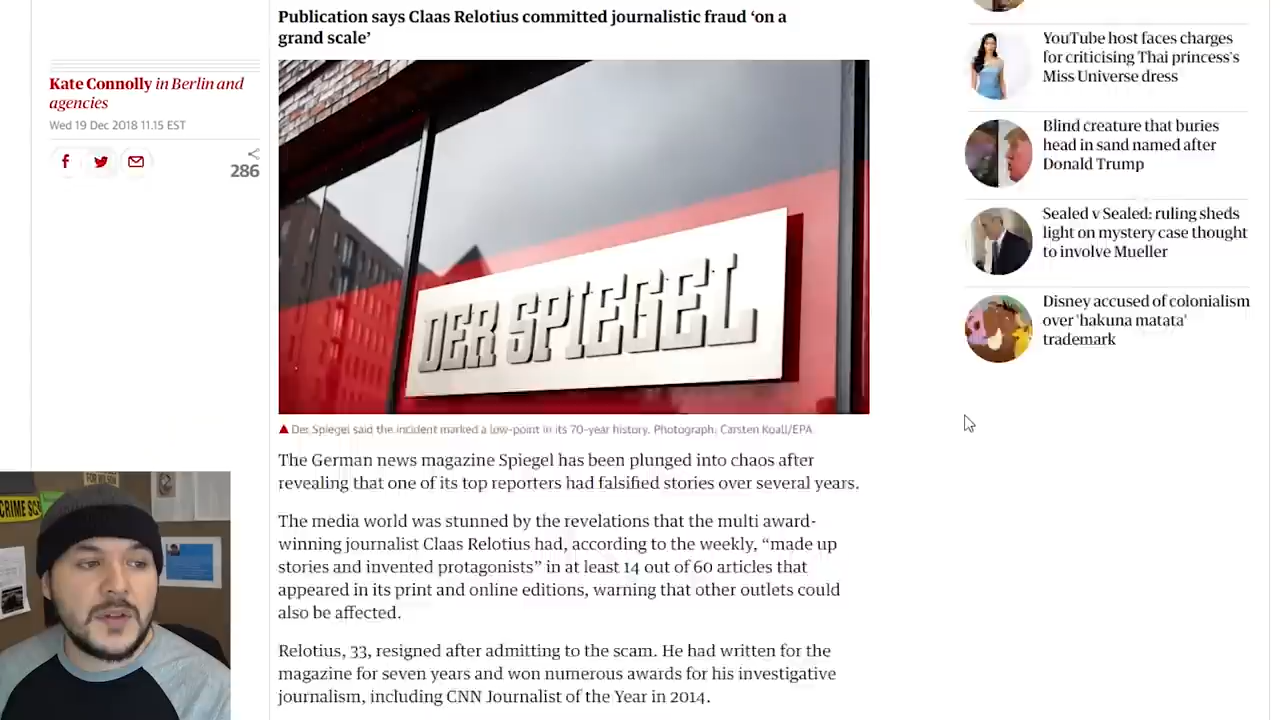 Publication says Claas Relotius committed journalistic fraud ‘on a
grand scale’
Kate Connolly in Berlin and
agencies
Wed 19 Dec 2018 11.15 EST
286
DER SPIEGEL
Der Spiegel said the incident marked a low-point in its 70-year history. Photograph: Carsten Koall/EPA
The German news magazine Spiegel has been plunged into chaos after
revealing that one of its top reporters had falsified stories over several years.
The media world was stunned by the revelations that the multi award-
winning journalist Claas Relotius had, according to the weekly, “made up
stories and invented protagonists” in at least 14 out of 60 articles that
appeared in its print and online editions, warning that other outlets could
also be affected.
Relotius, 33, resigned after admitting to the scam. He had written for the
magazine for seven years and won numerous awards for his investigative
journalism, including CNN Journalist of the Year in 2014.
YouTube host faces charges
for criticising Thai princess's
Miss Universe dress
Blind creature that buries
head in sand named after
Donald Trump
Sealed v Sealed: ruling sheds
light on mystery case thought
to involve Mueller
Disney accused of colonialism
over 'hakuna matata'
trademark
CRIME SC